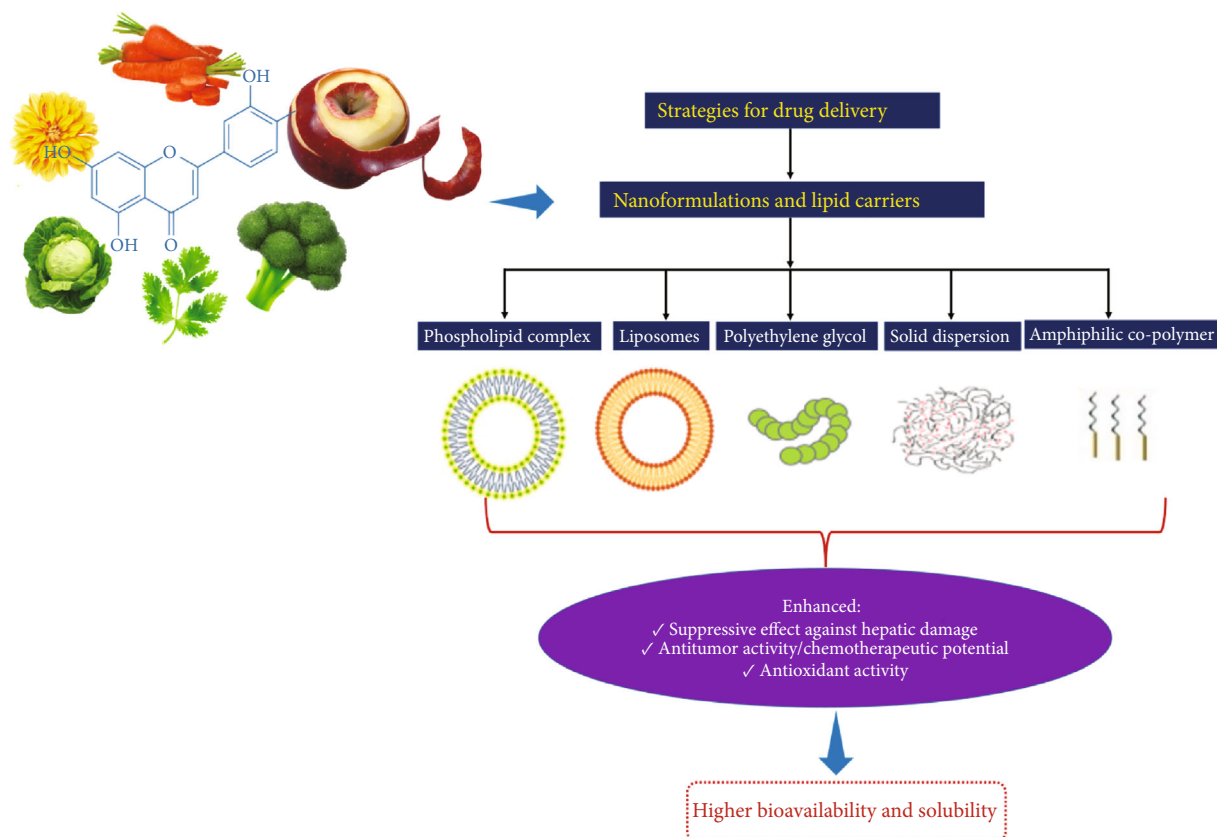 OH
HO
O
OH
O
Strategies for drug delivery
Nanoformulations and lipid carriers
Phospholipid complex
Liposomes
Polyethylene glycol
Solid dispersion
Amphiphilic co-polymer
Enhanced:
✓ Suppressive effect against hepatic damage
✓ Antitumor activity/chemotherapeutic potential
✓ Antioxidant activity
Higher bioavailability and solubility